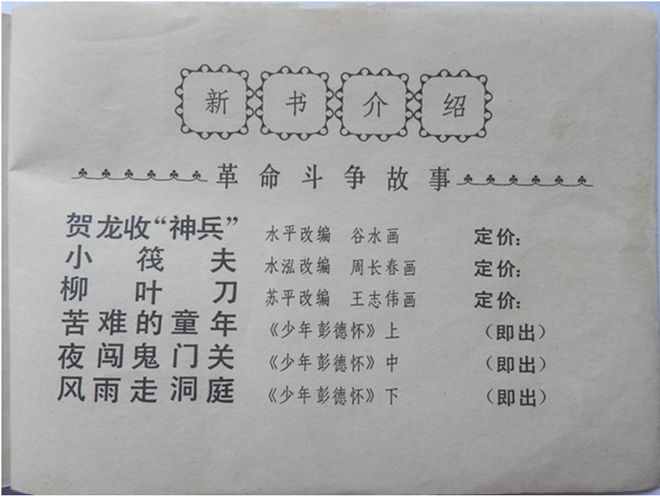 新书介绍
革命斗争故事
贺龙收“神兵” 水平改编 谷水画 定价：
小筏夫 水泓改编 周长春画 定价：
柳叶刀 苏平改编 王志伟画 定价：
苦难的童年 《少年彭德怀》上 （即出）
夜闯鬼门关 《少年彭德怀》中 （即出）
风雨走洞庭 《少年彭德怀》下 （即出）